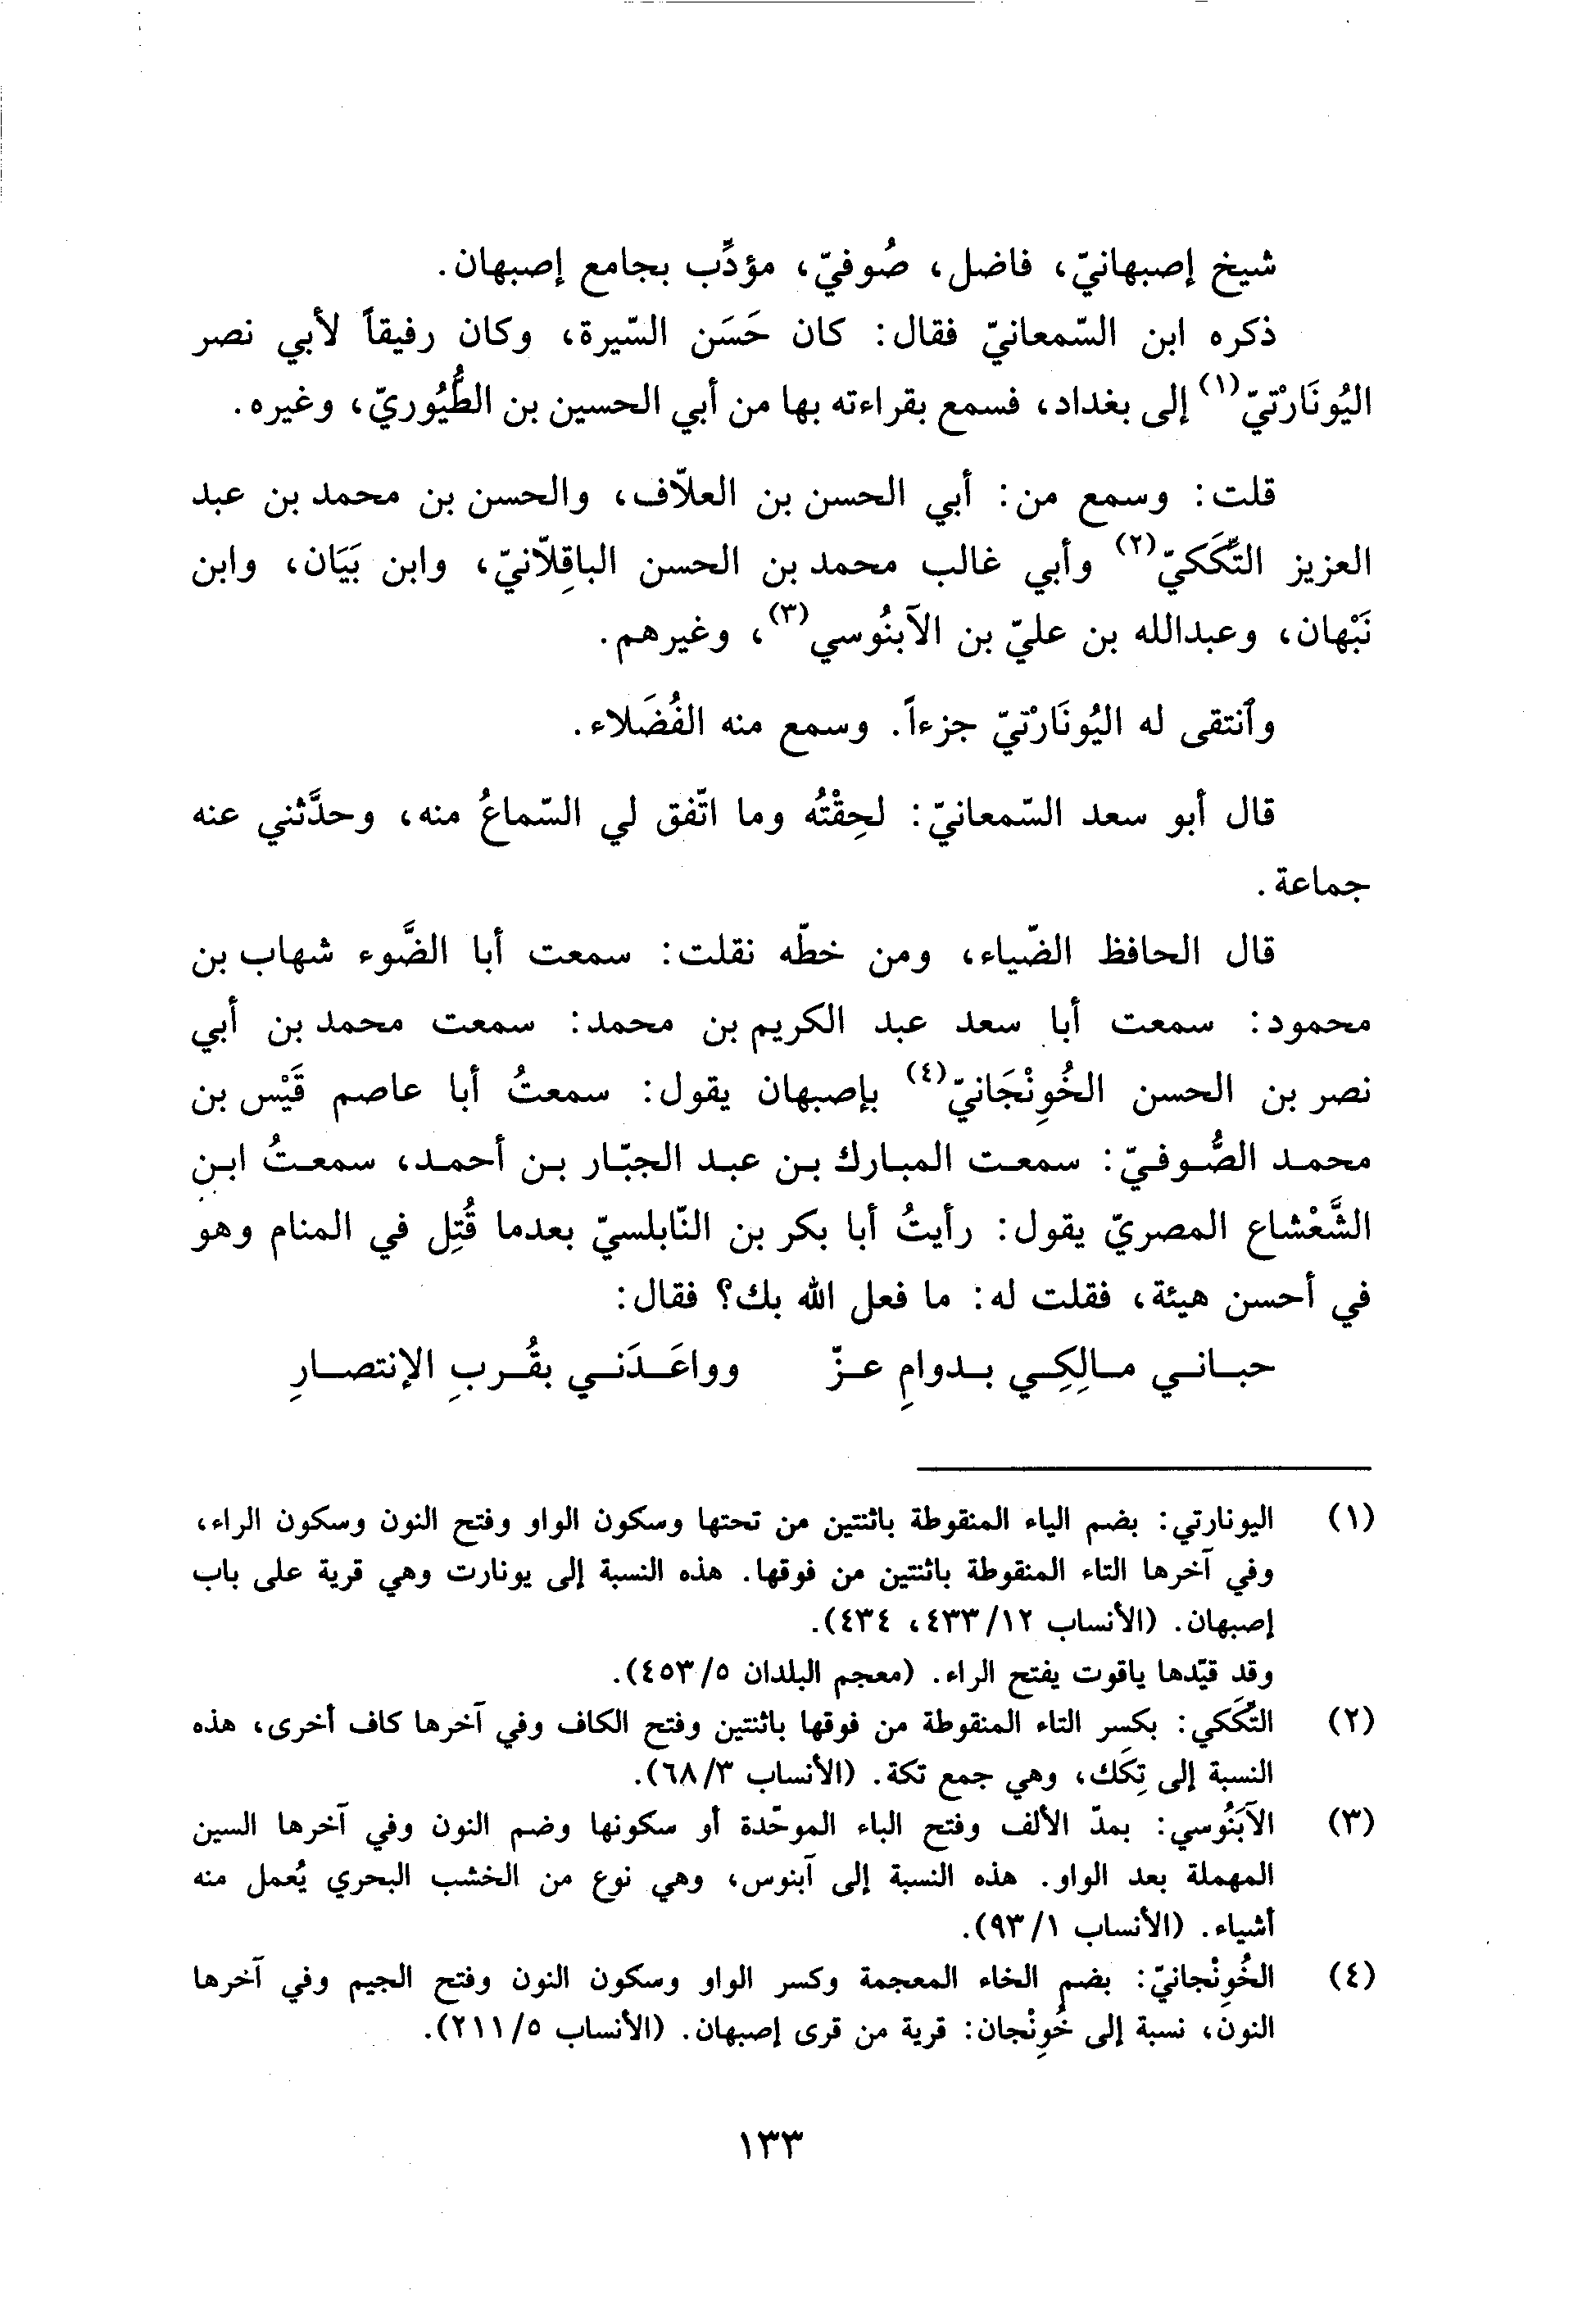 شيخ إصبهانيّ، فاضل، صُوفيّ، مؤدِّب بجامع إصبهان.
ذكره ابن السّمعانيّ فقال: كان حَسَن السّيرة، وكان رفيقاً لأبي نصر
اليُونَارْتيّ(١) إلى بغداد، فسمع بقراءته بها من أبي الحسين بن الطُّيُوريّ، وغيره.
قلت: وسمع من: أبي الحسن بن العلاّف، والحسن بن محمد بن عبد
العزيز التِّكَكيّ(٢) وأبي غالب محمد بن الحسن الباقِلاّنيّ، وابن بَيَان، وابن
نَبْهان، وعبدالله بن عليّ بن الآبنُوسي(٣)، وغيرهم.
وٱنتقى له اليُونَارْتيّ جزءاً. وسمع منه الفُضَلاء.
قال أبو سعد السّمعانيّ: لحِقْتُه وما اتّفق لي السّماعُ منه، وحدَّثني عنه
جماعة.
قال الحافظ الضّياء، ومن خطّه نقلت: سمعت أبا الضَّوء شهاب بن
محمود: سمعت أبا سعد عبد الكريم بن محمد: سمعت محمد بن أبي
نصر بن الحسن الخُونِْجَانيّ(٤) بإصبهان يقول: سمعتُ أبا عاصم قَيْس بن
محمد الصُّوفيّ: سمعت المبارك بن عبد الجبّار بن أحمد، سمعتُ ابن
الشَّعْشاع المصريّ يقول: رأيتُ أبا بكر بن النّابلسيّ بعدما قُتِل في المنام وهو
في أحسن هيئة، فقلت له: ما فعل الله بك؟ فقال:
حباني مالِكِي بدوامِ عزّ وواعَدَني بقُربِ الإنتصارِ
(١) اليونارتي: بضم الياء المنقوطة باثنتين من تحتها وسكون الواو وفتح النون وسكون الراء،
وفي آخرها التاء المنقوطة باثنتين من فوقها. هذه النسبة إلى يونارت وهي قرية على باب
إصبهان. (الأنساب ١٢/٤٣٣، ٤٣٤).
وقد قيّدها ياقوت يفتح الراء. (معجم البلدان ٥/٤٥٣).
(٢) التِّكَكي: بكسر التاء المنقوطة من فوقها باثنتين وفتح الكاف وفي آخرها كاف أخرى، هذه
النسبة إلى تِكَك، وهي جمع تكة. (الأنساب ٣/٦٨).
(٣) الآبَنُوسي: بمدّ الألف وفتح الباء الموحّدة أو سكونها وضم النون وفي آخرها السين
المهملة بعد الواو. هذه النسبة إلى آبنوس، وهي نوع من الخشب البحري يُعمل منه
أشياء. (الأنساب ١/٩٣).
(٤) الخُوِنْجانيّ: بضم الخاء المعجمة وكسر الواو وسكون النون وفتح الجيم وفي آخرها
النون، نسبة إلى خُوِنْجان: قرية من قرى إصبهان. (الأنساب ٥/٢١١).
١٣٣